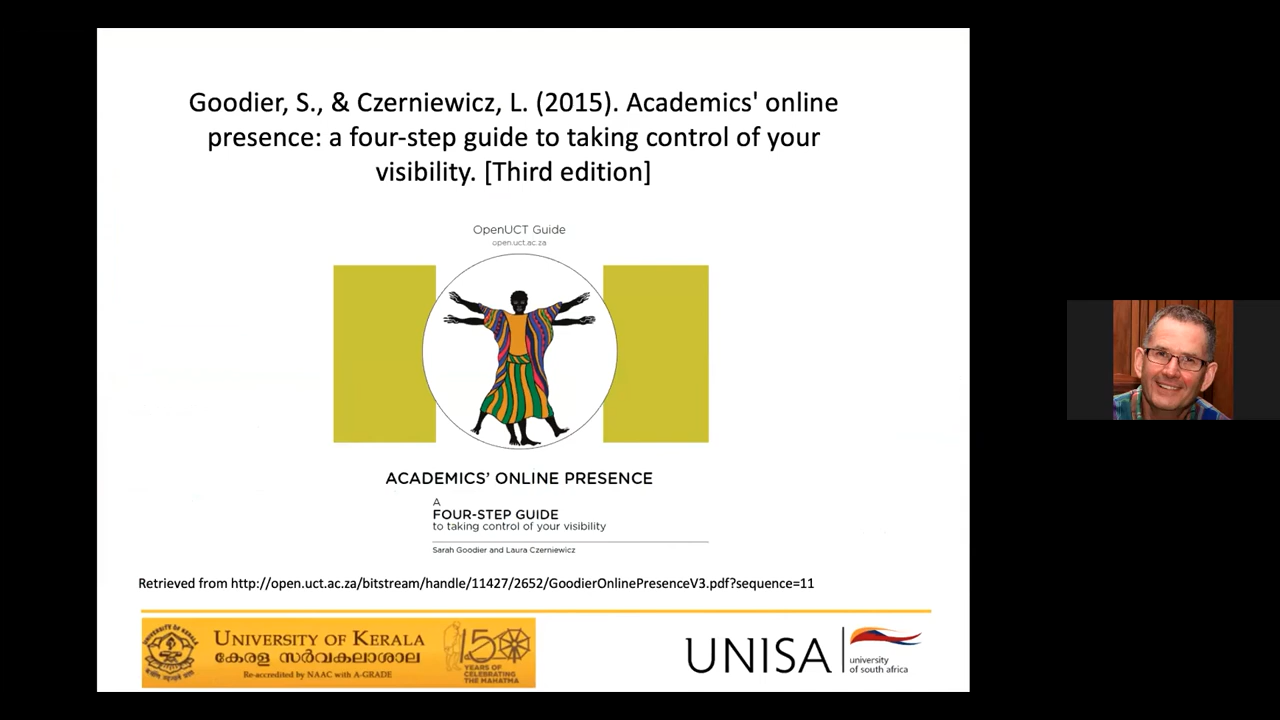 Goodier, S., & Czerniewicz, L. (2015). Academics' online
presence: a four-step guide to taking control of your
visibility. [Third edition]
OpenUCT Guide
open.uct.ac.za
ACADEMICS’ ONLINE PRESENCE
A
FOUR-STEP GUIDE
to taking control of your visibility
Sarah Goodier and Laura Czerniewicz
Retrieved from http://open.uct.ac.za/bitstream/handle/11427/2652/GoodierOnlinePresenceV3.pdf?sequence=11
UNIVERSITY OF KERALA
കേരള സർവകലാശാല
Re-accredited by NAAC with A-GRADE
150
YEARS OF
CELEBRATING
THE MAHATMA
UNISA
university
of south africa